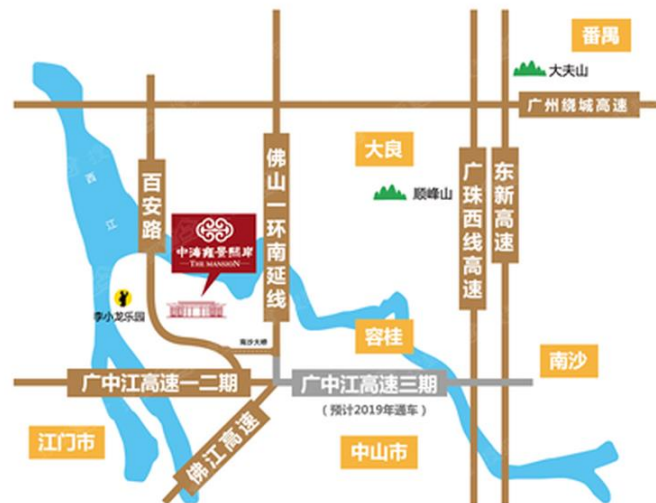 番禺
大夫山
广州绕城高速
大良
佛山一环南延线
百安路
广珠西线高速
东新高速
西江
顺峰山
中海雍景熙岸
THE MANSION
李小龙乐园
容桂
南沙大桥
南沙
广中江高速一二期
广中江高速三期
(预计2019年通车)
江门市
佛江高速
中山市